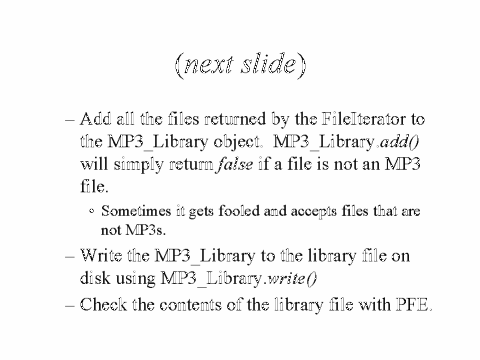 (next slide)
– Add all the files returned by the FileIterator to
the MP3_Library object.  MP3_Library.add()
will simply return false if a file is not an MP3
file.
° Sometimes it gets fooled and accepts files that are
not MP3s.
– Write the MP3_Library to the library file on
disk using MP3_Library.write()
– Check the contents of the library file with PFE.